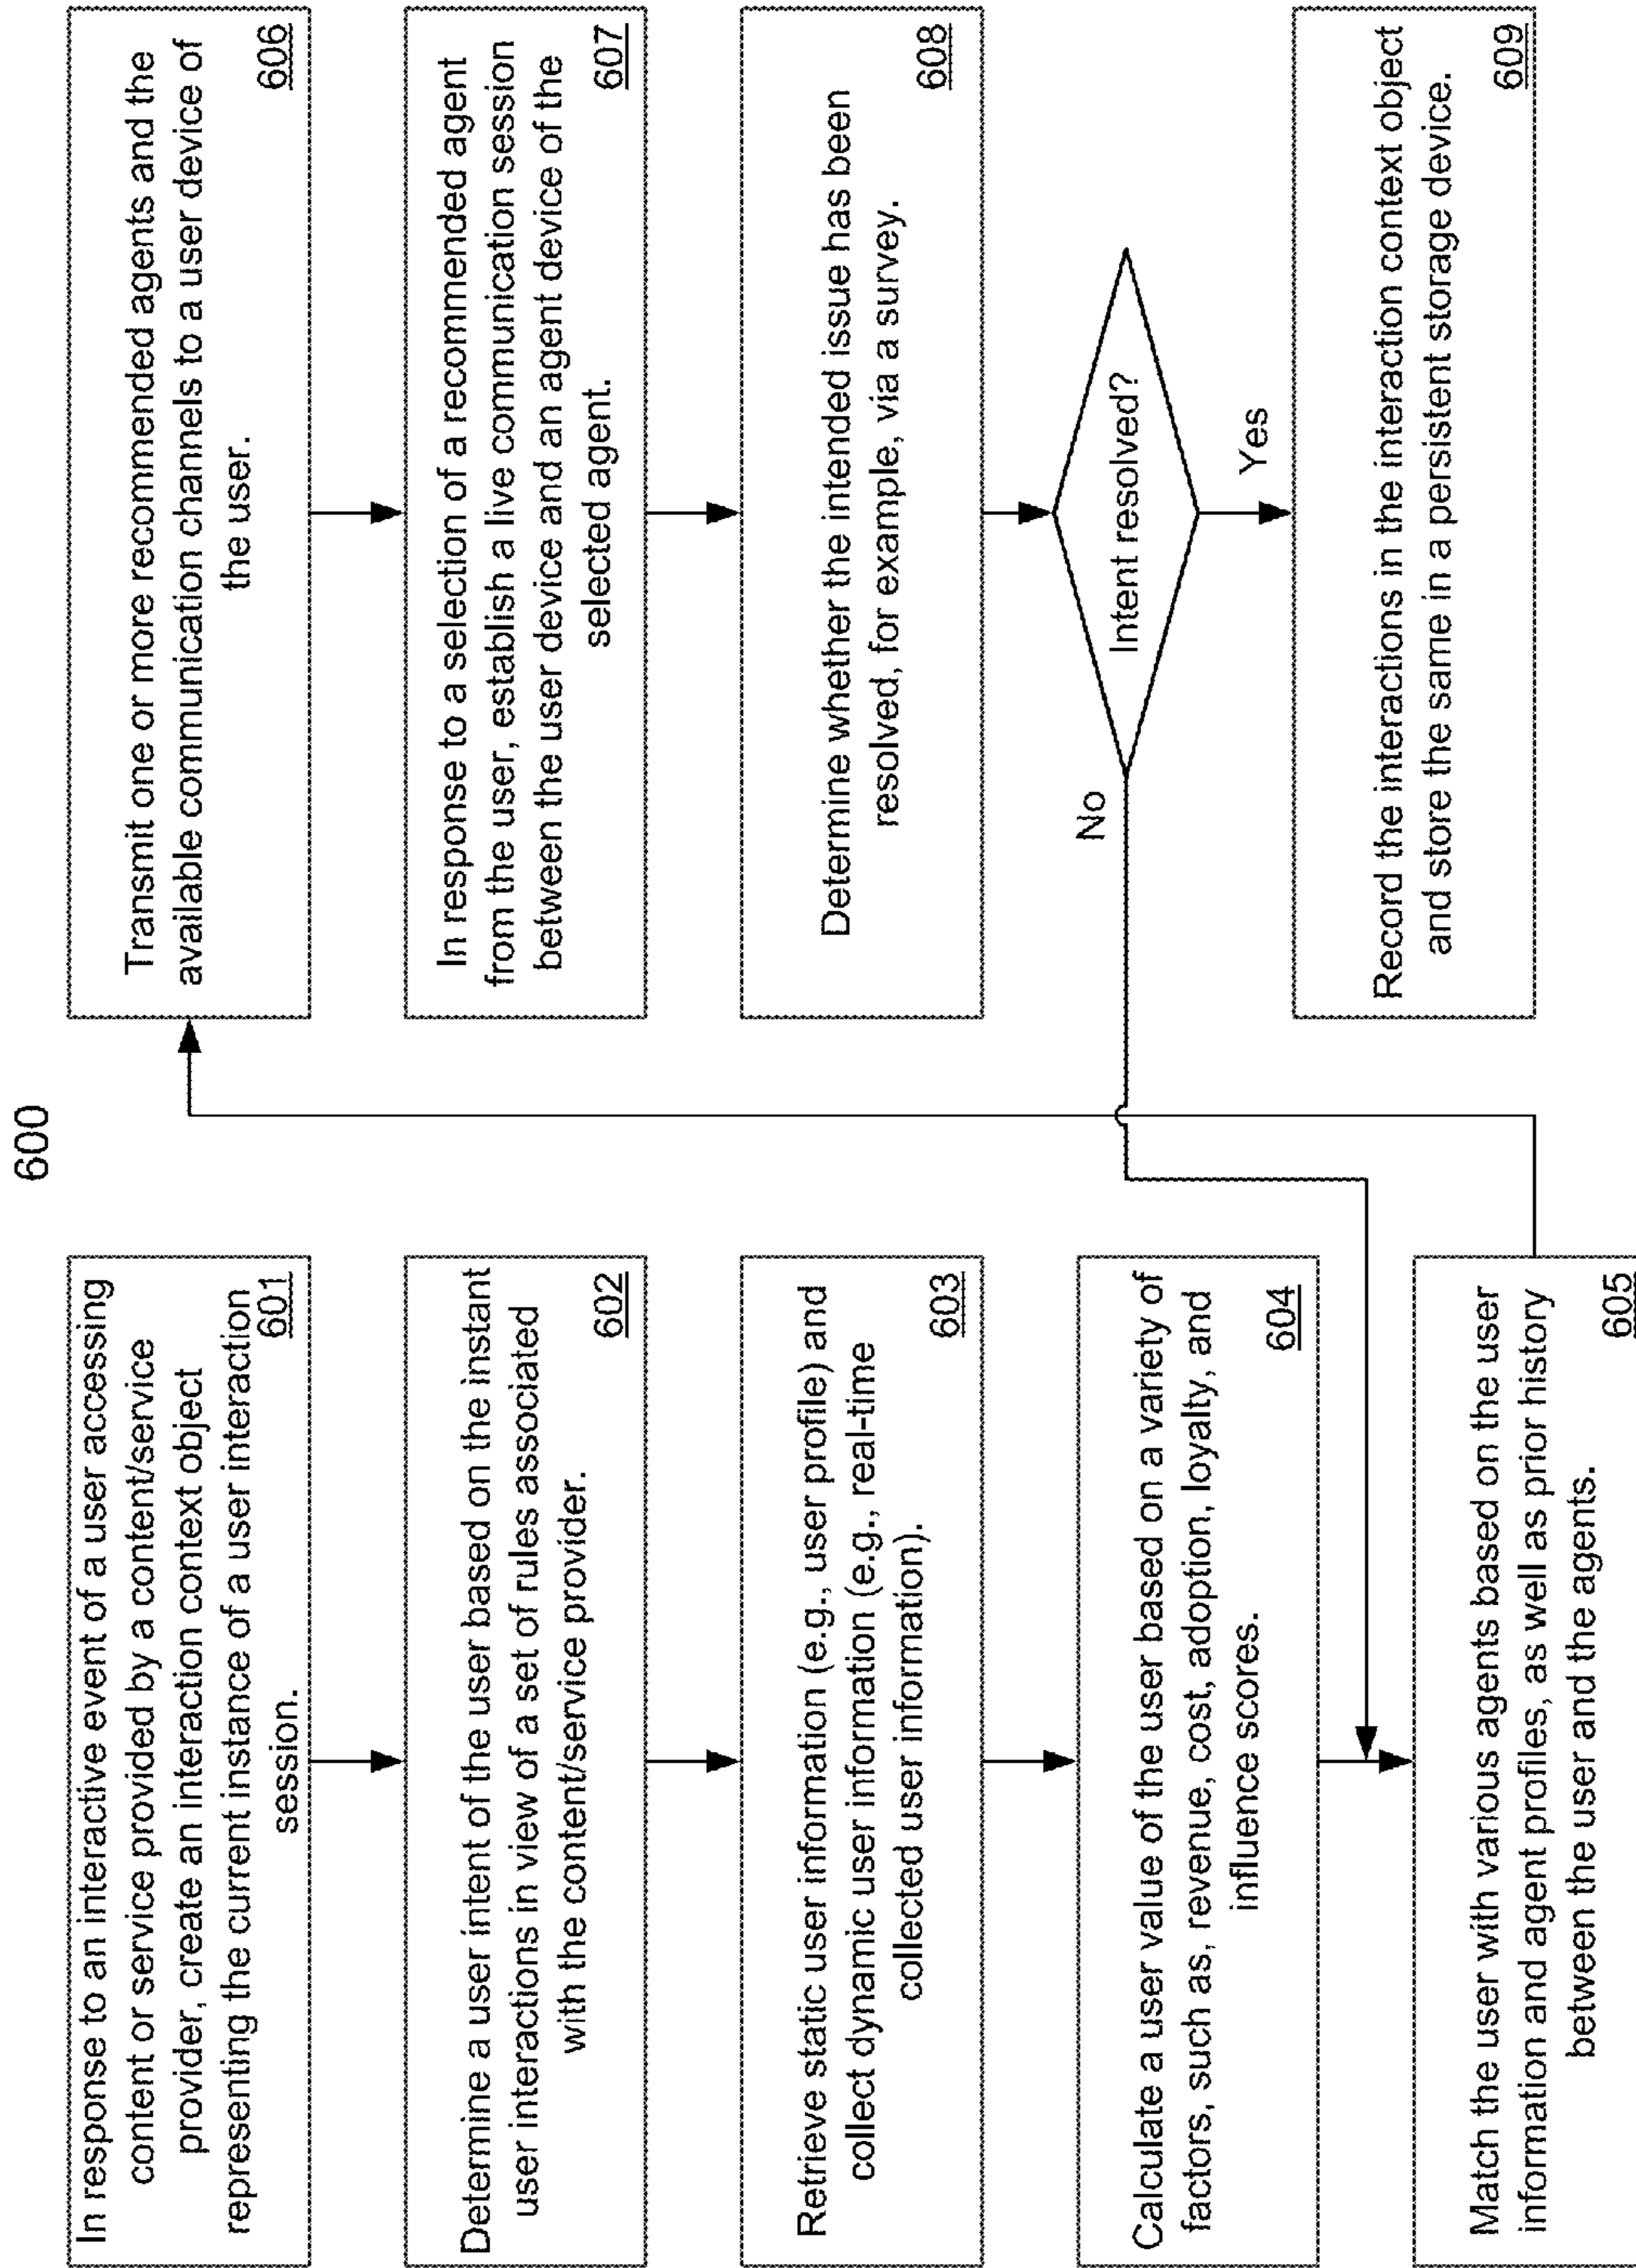 600
In response to an interactive event of a user accessing
content or service provided by a content/service
provider, create an interaction context object
representing the current instance of a user interaction
session.
601
Determine a user intent of the user based on the instant
user interactions in view of a set of rules associated
with the content/service provider.
602
Retrieve static user information (e.g., user profile) and
collect dynamic user information (e.g., real-time
collected user information).
603
Calculate a user value of the user based on a variety of
factors, such as, revenue, cost, adoption, loyalty, and
influence scores.
604
Match the user with various agents based on the user
information and agent profiles, as well as prior history
between the user and the agents.
605
Transmit one or more recommended agents and the
available communication channels to a user device of
the user.
606
In response to a selection of a recommended agent
from the user, establish a live communication session
between the user device and an agent device of the
selected agent.
607
Determine whether the intended issue has been
resolved, for example, via a survey.
608
Intent resolved?
No
Yes
Record the interactions in the interaction context object
and store the same in a persistent storage device.
609